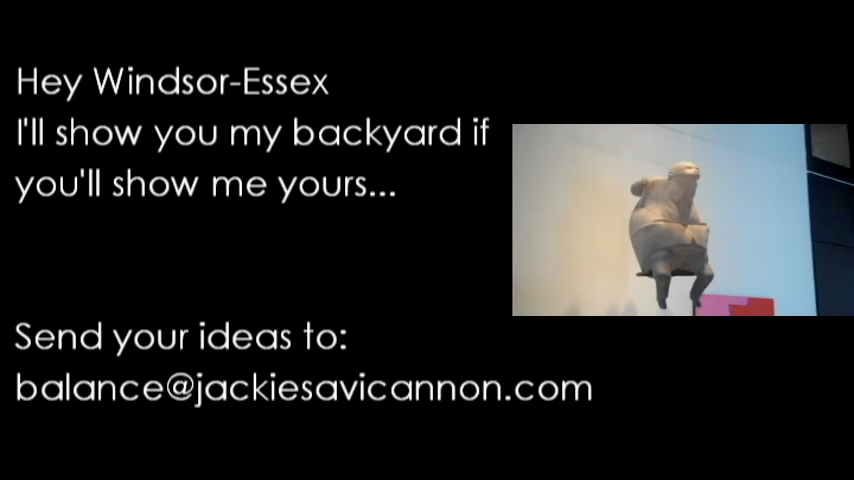 Hey Windsor-Essex
I'll show you my backyard if
you'll show me yours...
Send your ideas to:
balance@jackiesavicannon.com